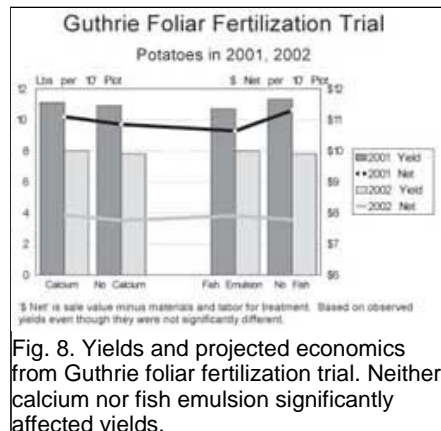 Guthrie Foliar Fertilization Trial
Potatoes in 2001, 2002
Lbs per 10' Plot $ Net per 10' Plot
12 $12
10 $11
8 $10
6 $9
4 $8
2 $7
0 $6
2001 Yield
2001 Net
2002 Yield
2002 Net
Calcium No Calcium Fish Emulsion No Fish
'$ Net' is sale value minus materials and labor for treatment. Based on observed
yields even though they were not significantly different.
Fig. 8. Yields and projected economics
from Guthrie foliar fertilization trial. Neither
calcium nor fish emulsion significantly
affected yields.